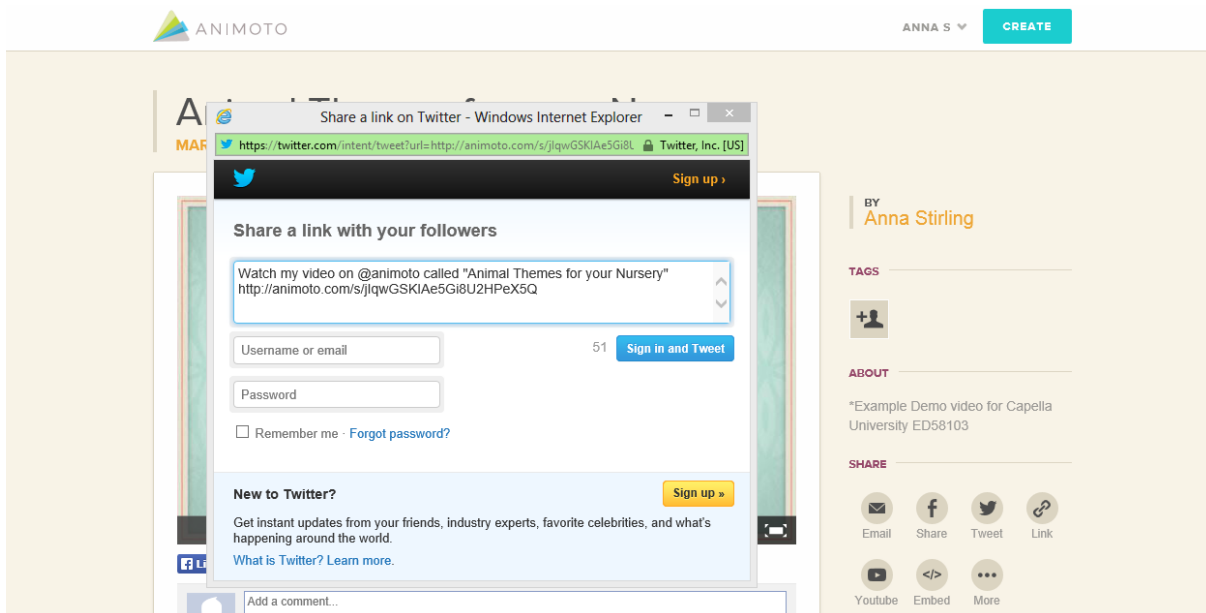 ANIMOTO
ANNA S
CREATE
MAR
Share a link on Twitter - Windows Internet Explorer
https://twitter.com/intent/tweet?url=http://animoto.com/s/jIqwGSKIAe5Gi8U
Twitter, Inc. [US]
Sign up ›
Share a link with your followers
Watch my video on @animoto called "Animal Themes for your Nursery"
http://animoto.com/s/jIqwGSKIAe5Gi8U2HPeX5Q
Username or email
51
Sign in and Tweet
Password
Remember me · Forgot password?
New to Twitter?
Sign up »
Get instant updates from your friends, industry experts, favorite celebrities, and what's
happening around the world.
What is Twitter? Learn more.
Add a comment...
BY
Anna Stirling
TAGS
ABOUT
*Example Demo video for Capella
University ED58103
SHARE
Email
Share
Tweet
Link
Youtube
Embed
More